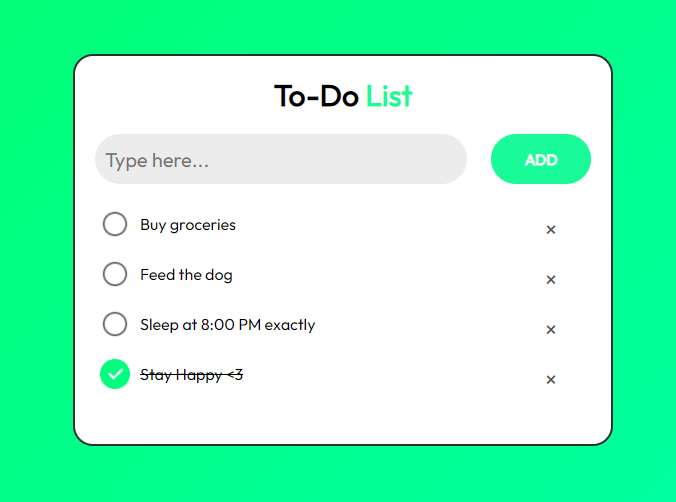 To-Do List
Type here...
ADD
Buy groceries
×
Feed the dog
×
Sleep at 8:00 PM exactly
×
Stay Happy <3
×